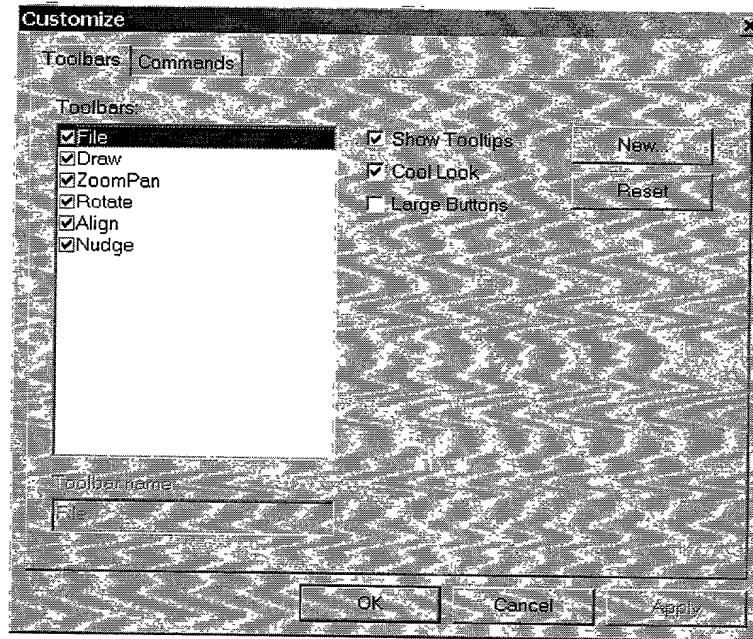 Customize
Toolbars Commands
Toolbars:
File
Draw
ZoomPan
Rotate
Align
Nudge
Show Tooltips
Cool Look
Large Buttons
New...
Reset
Toolbar name
File
OK Cancel Apply